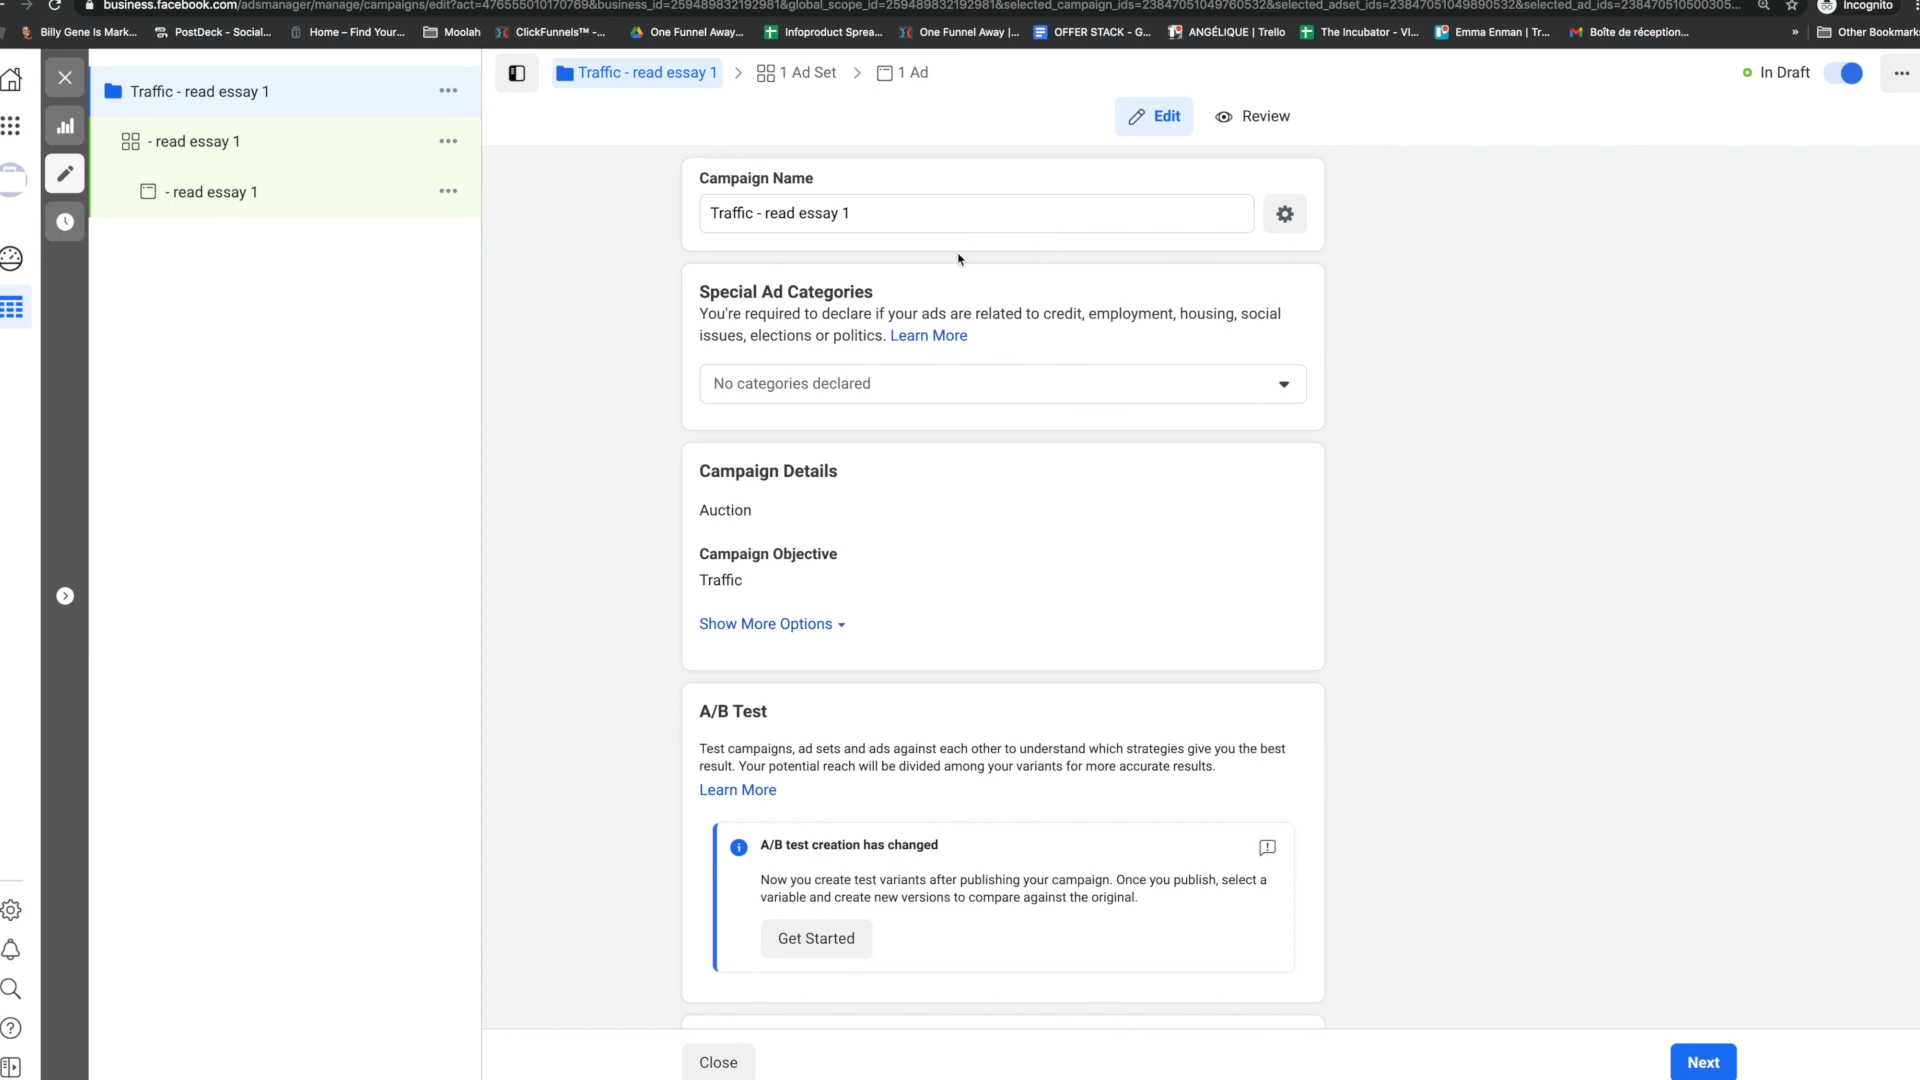 business.facebook.com/adsmanager/manage/campaigns/edit?act=476555010170769&business_id=259489832192981&global_scope_id=259489832192981&selected_campaign_ids=23847051049760532&selected_adset_ids=23847051049890532&selected_ad_ids=238470510500305...
Incognito
Billy Gene Is Mark...
PostDeck - Social...
Home – Find Your...
Moolah
ClickFunnels™ -...
One Funnel Away...
Infoproduct Sprea...
One Funnel Away |...
OFFER STACK - G...
ANGÉLIQUE | Trello
The Incubator - VI...
Emma Enman | Tr...
Boîte de réception...
»
Other Bookmarks
Traffic - read essay 1
- read essay 1
- read essay 1
Traffic - read essay 1
1 Ad Set
1 Ad
In Draft
Edit
Review
Campaign Name
Traffic - read essay 1
Special Ad Categories
You're required to declare if your ads are related to credit, employment, housing, social
issues, elections or politics. Learn More
No categories declared
Campaign Details
Auction
Campaign Objective
Traffic
Show More Options
A/B Test
Test campaigns, ad sets and ads against each other to understand which strategies give you the best
result. Your potential reach will be divided among your variants for more accurate results.
Learn More
A/B test creation has changed
Now you create test variants after publishing your campaign. Once you publish, select a
variable and create new versions to compare against the original.
Get Started
Close
Next